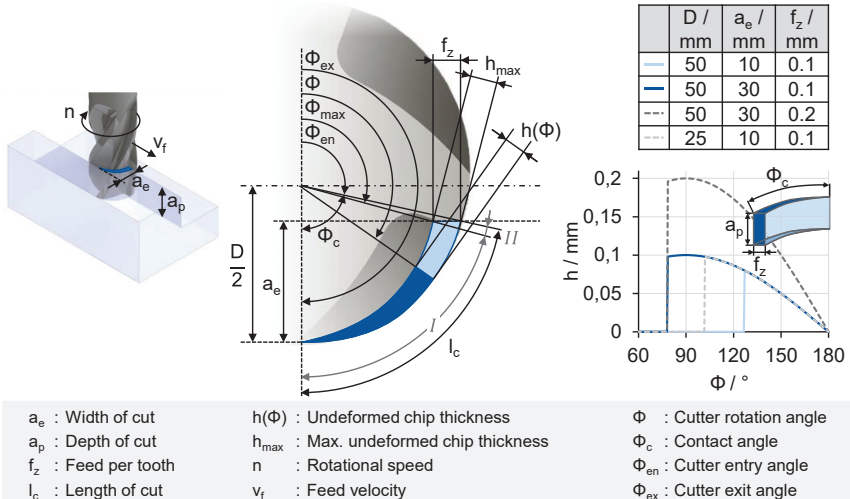 n
v_f
a_e
a_p
f_z
h_max
h(Φ)
Φ_ex
Φ
Φ_max
Φ_en
Φ_c
D
2
a_e
II
I
l_c
D / mm a_e / mm f_z / mm
50 10 0.1
50 30 0.1
50 30 0.2
25 10 0.1
h / mm
0,2
0,15
0,1
0,05
0
Φ_c
a_p
f_z
60 90 120 150 180
Φ / °
a_e : Width of cut
a_p : Depth of cut
f_z : Feed per tooth
l_c : Length of cut
h(Φ) : Undeformed chip thickness
h_max : Max. undeformed chip thickness
n : Rotational speed
v_f : Feed velocity
Φ : Cutter rotation angle
Φ_c : Contact angle
Φ_en : Cutter entry angle
Φ_ex : Cutter exit angle